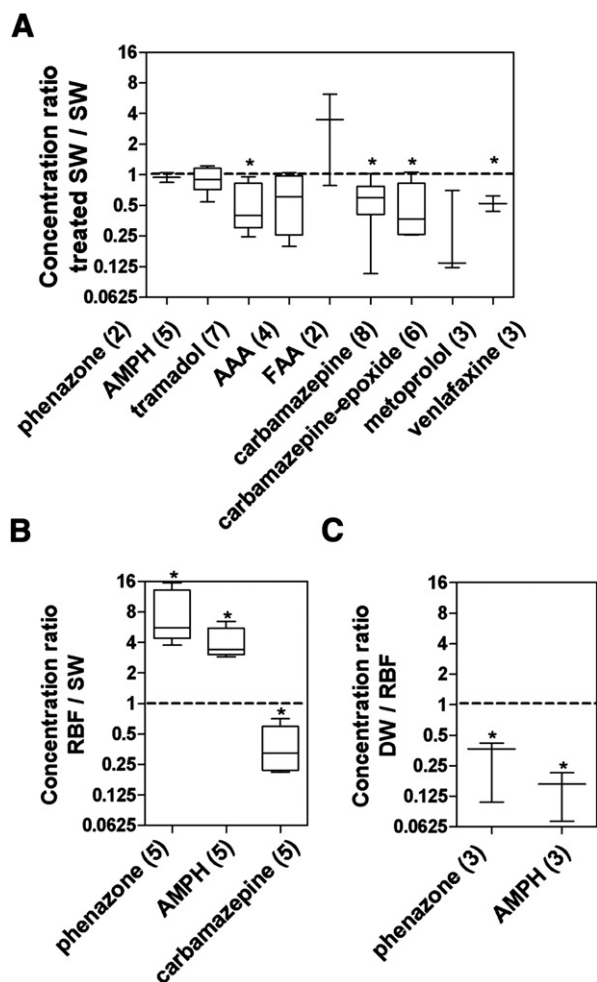 A
Concentration ratio
treated SW / SW
16
8
4
2
1
0.5
0.25
0.125
0.0625
*
*
*
*
phenazone (2)
AMPH (5)
tramadol (7)
AAA (4)
FAA (2)
carbamazepine (8)
carbamazepine-epoxide (6)
metoprolol (3)
venlafaxine (3)
B
Concentration ratio
RBF / SW
16
8
4
2
1
0.5
0.25
0.125
0.0625
*
*
*
phenazone (5)
AMPH (5)
carbamazepine (5)
C
Concentration ratio
DW / RBF
16
8
4
2
1
0.5
0.25
0.125
0.0625
*
*
phenazone (3)
AMPH (3)